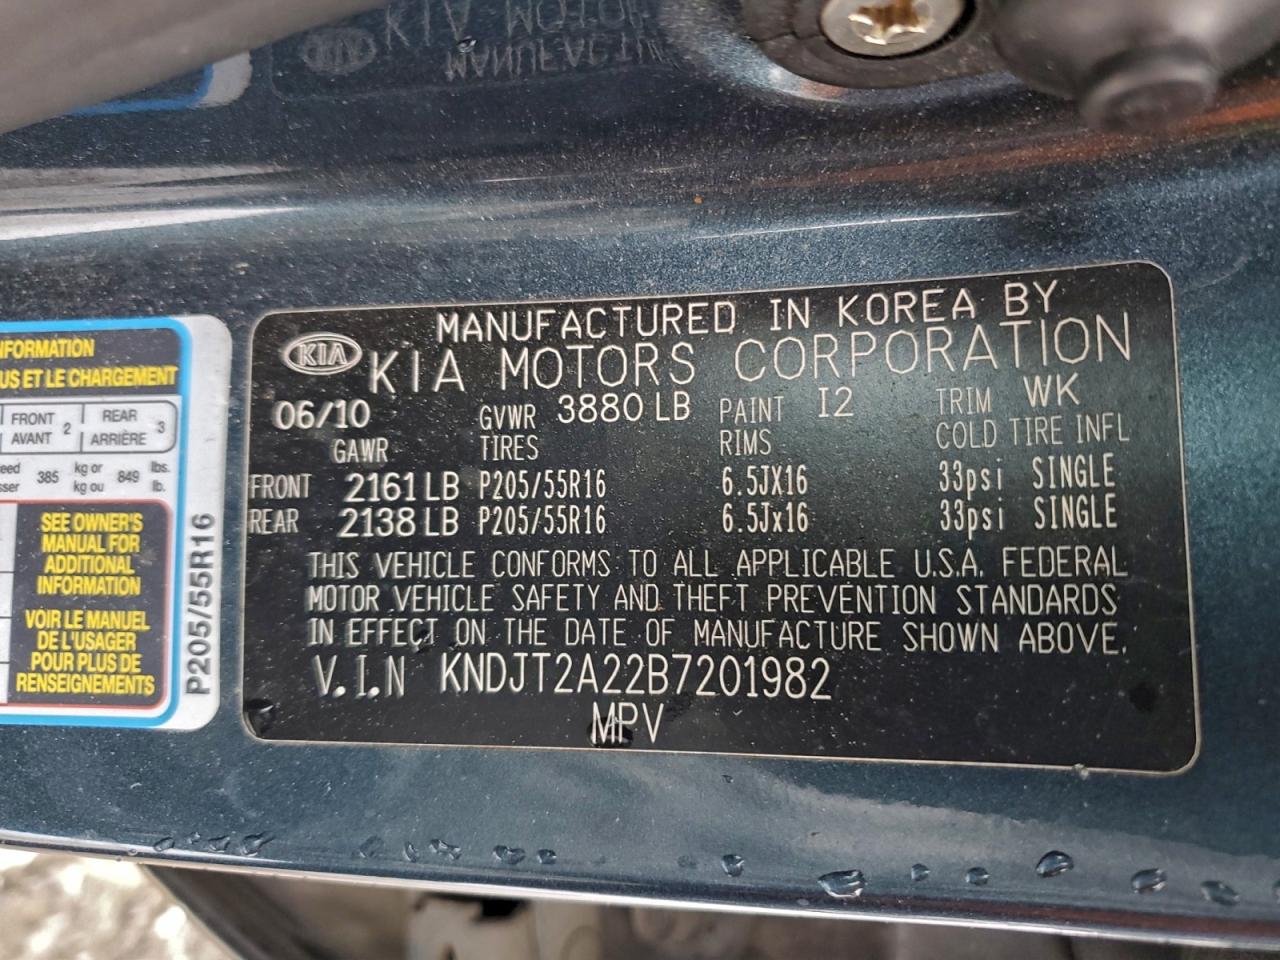 MANUFACTURED IN KOREA BY
KIA KIA MOTORS CORPORATION
06/10 GVWR 3880 LB PAINT I2 TRIM WK
GAWR TIRES RIMS COLD TIRE INFL
FRONT 2161 LB P205/55R16 6.5JX16 33psi SINGLE
REAR 2138 LB P205/55R16 6.5Jx16 33psi SINGLE
THIS VEHICLE CONFORMS TO ALL APPLICABLE U.S.A. FEDERAL
MOTOR VEHICLE SAFETY AND THEFT PREVENTION STANDARDS
IN EFFECT ON THE DATE OF MANUFACTURE SHOWN ABOVE.
V.I.N KNDJT2A22B7201982
MPV
US ET LE CHARGEMENT
FRONT 2 REAR 3
AVANT ARRIÈRE
385 kg or 849 lbs.
kg ou lb.
SEE OWNER'S
MANUAL FOR
ADDITIONAL
INFORMATION
VOIR LE MANUEL
DE L'USAGER
POUR PLUS DE
RENSEIGNEMENTS
P205/55R16